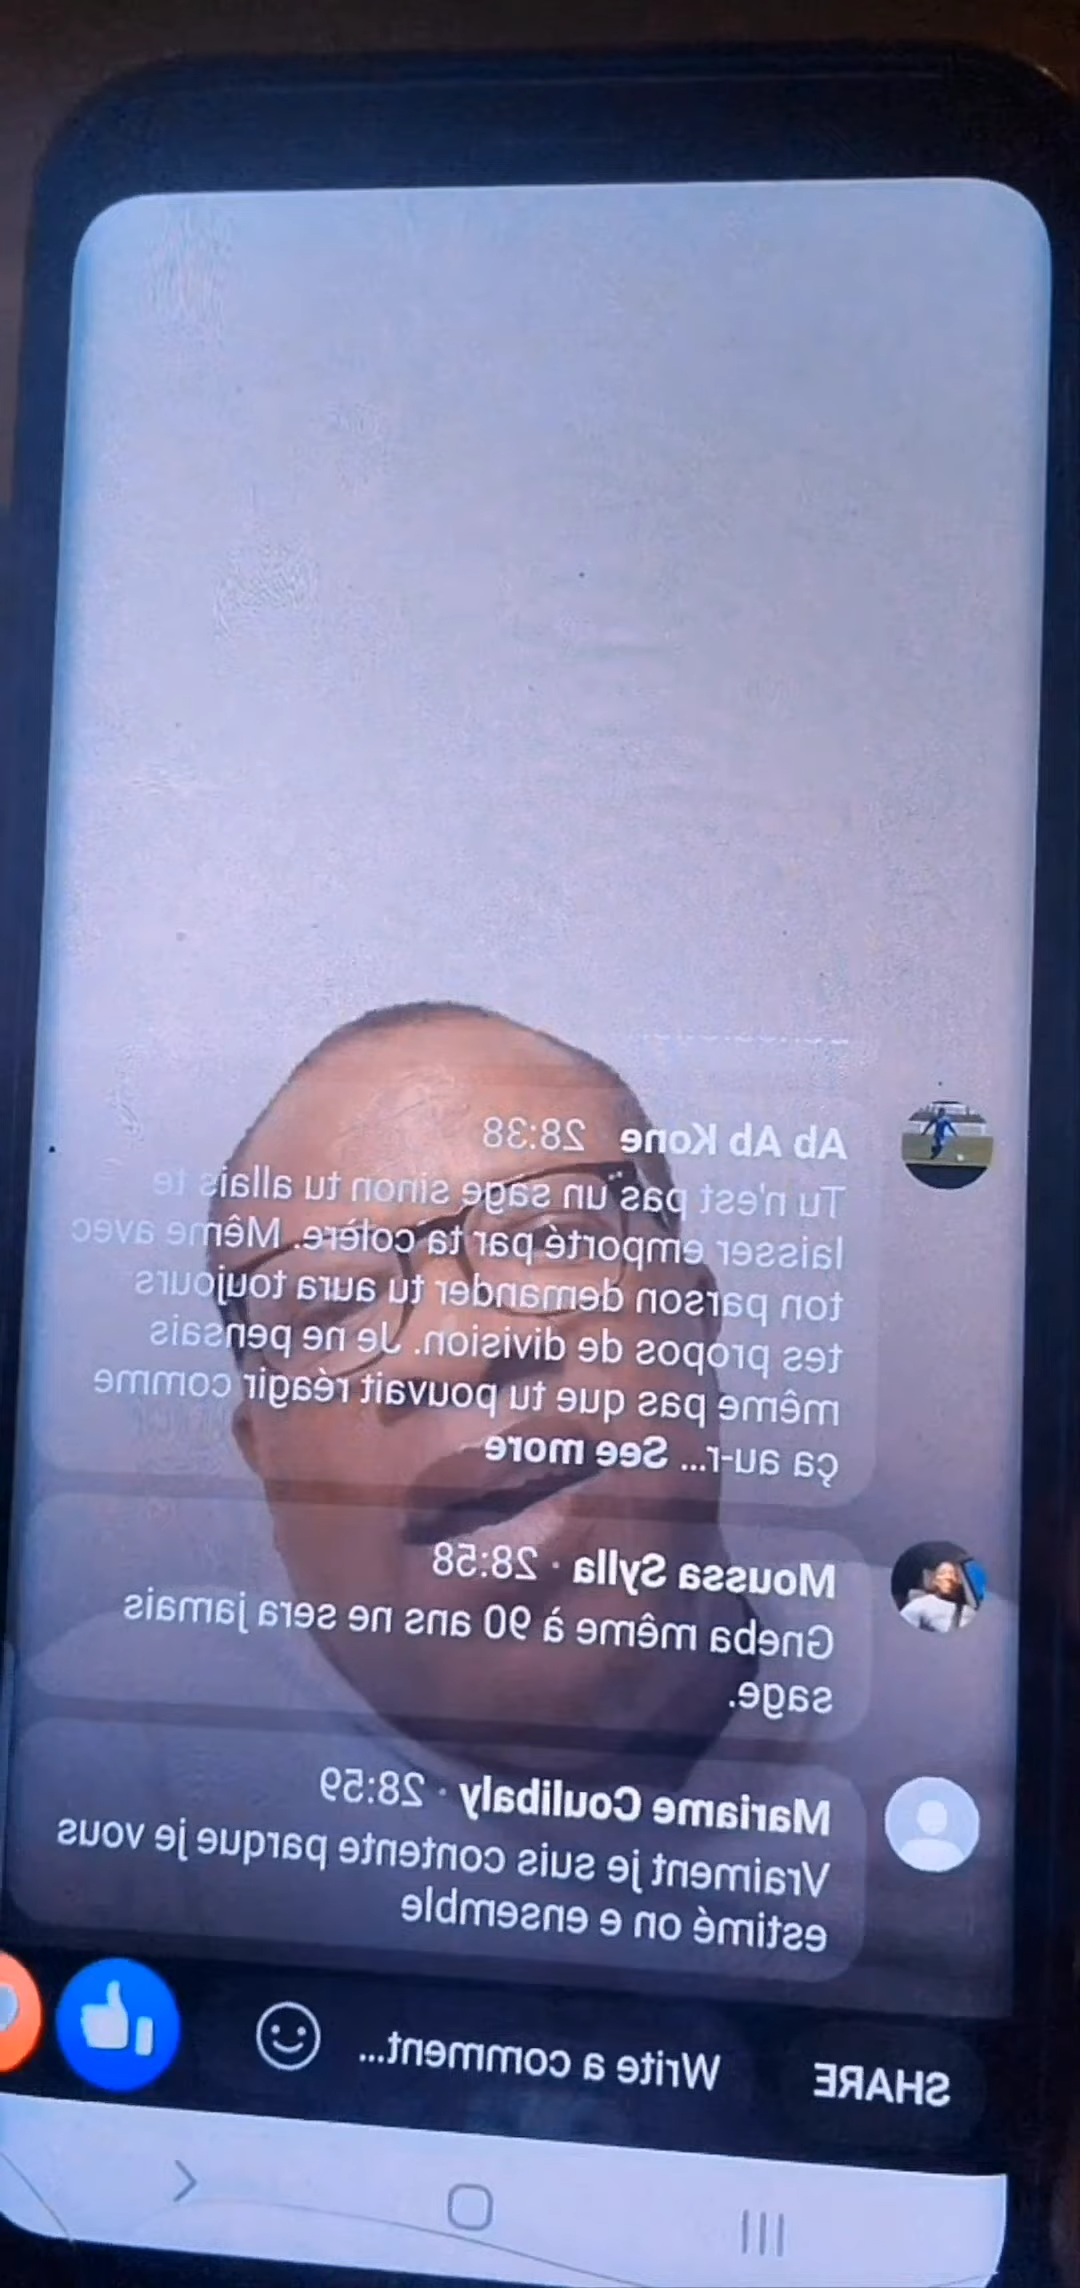 Ab Ab Kone 28:38
Tu n'est pas un sage sinon tu allais te
laisser emporté par ta colère. Même avec
ton parson demander tu aura toujours
tes propos de division. Je ne pensais
même pas que tu pouvait réagir comme
ça au-r... See more
Moussa Sylla · 28:58
Gneba même à 90 ans ne sera jamais
sage.
Mariame Coulibaly · 28:59
Vraiment je suis contente parque je vous
estimé on e ensemble
SHARE
Write a comment...